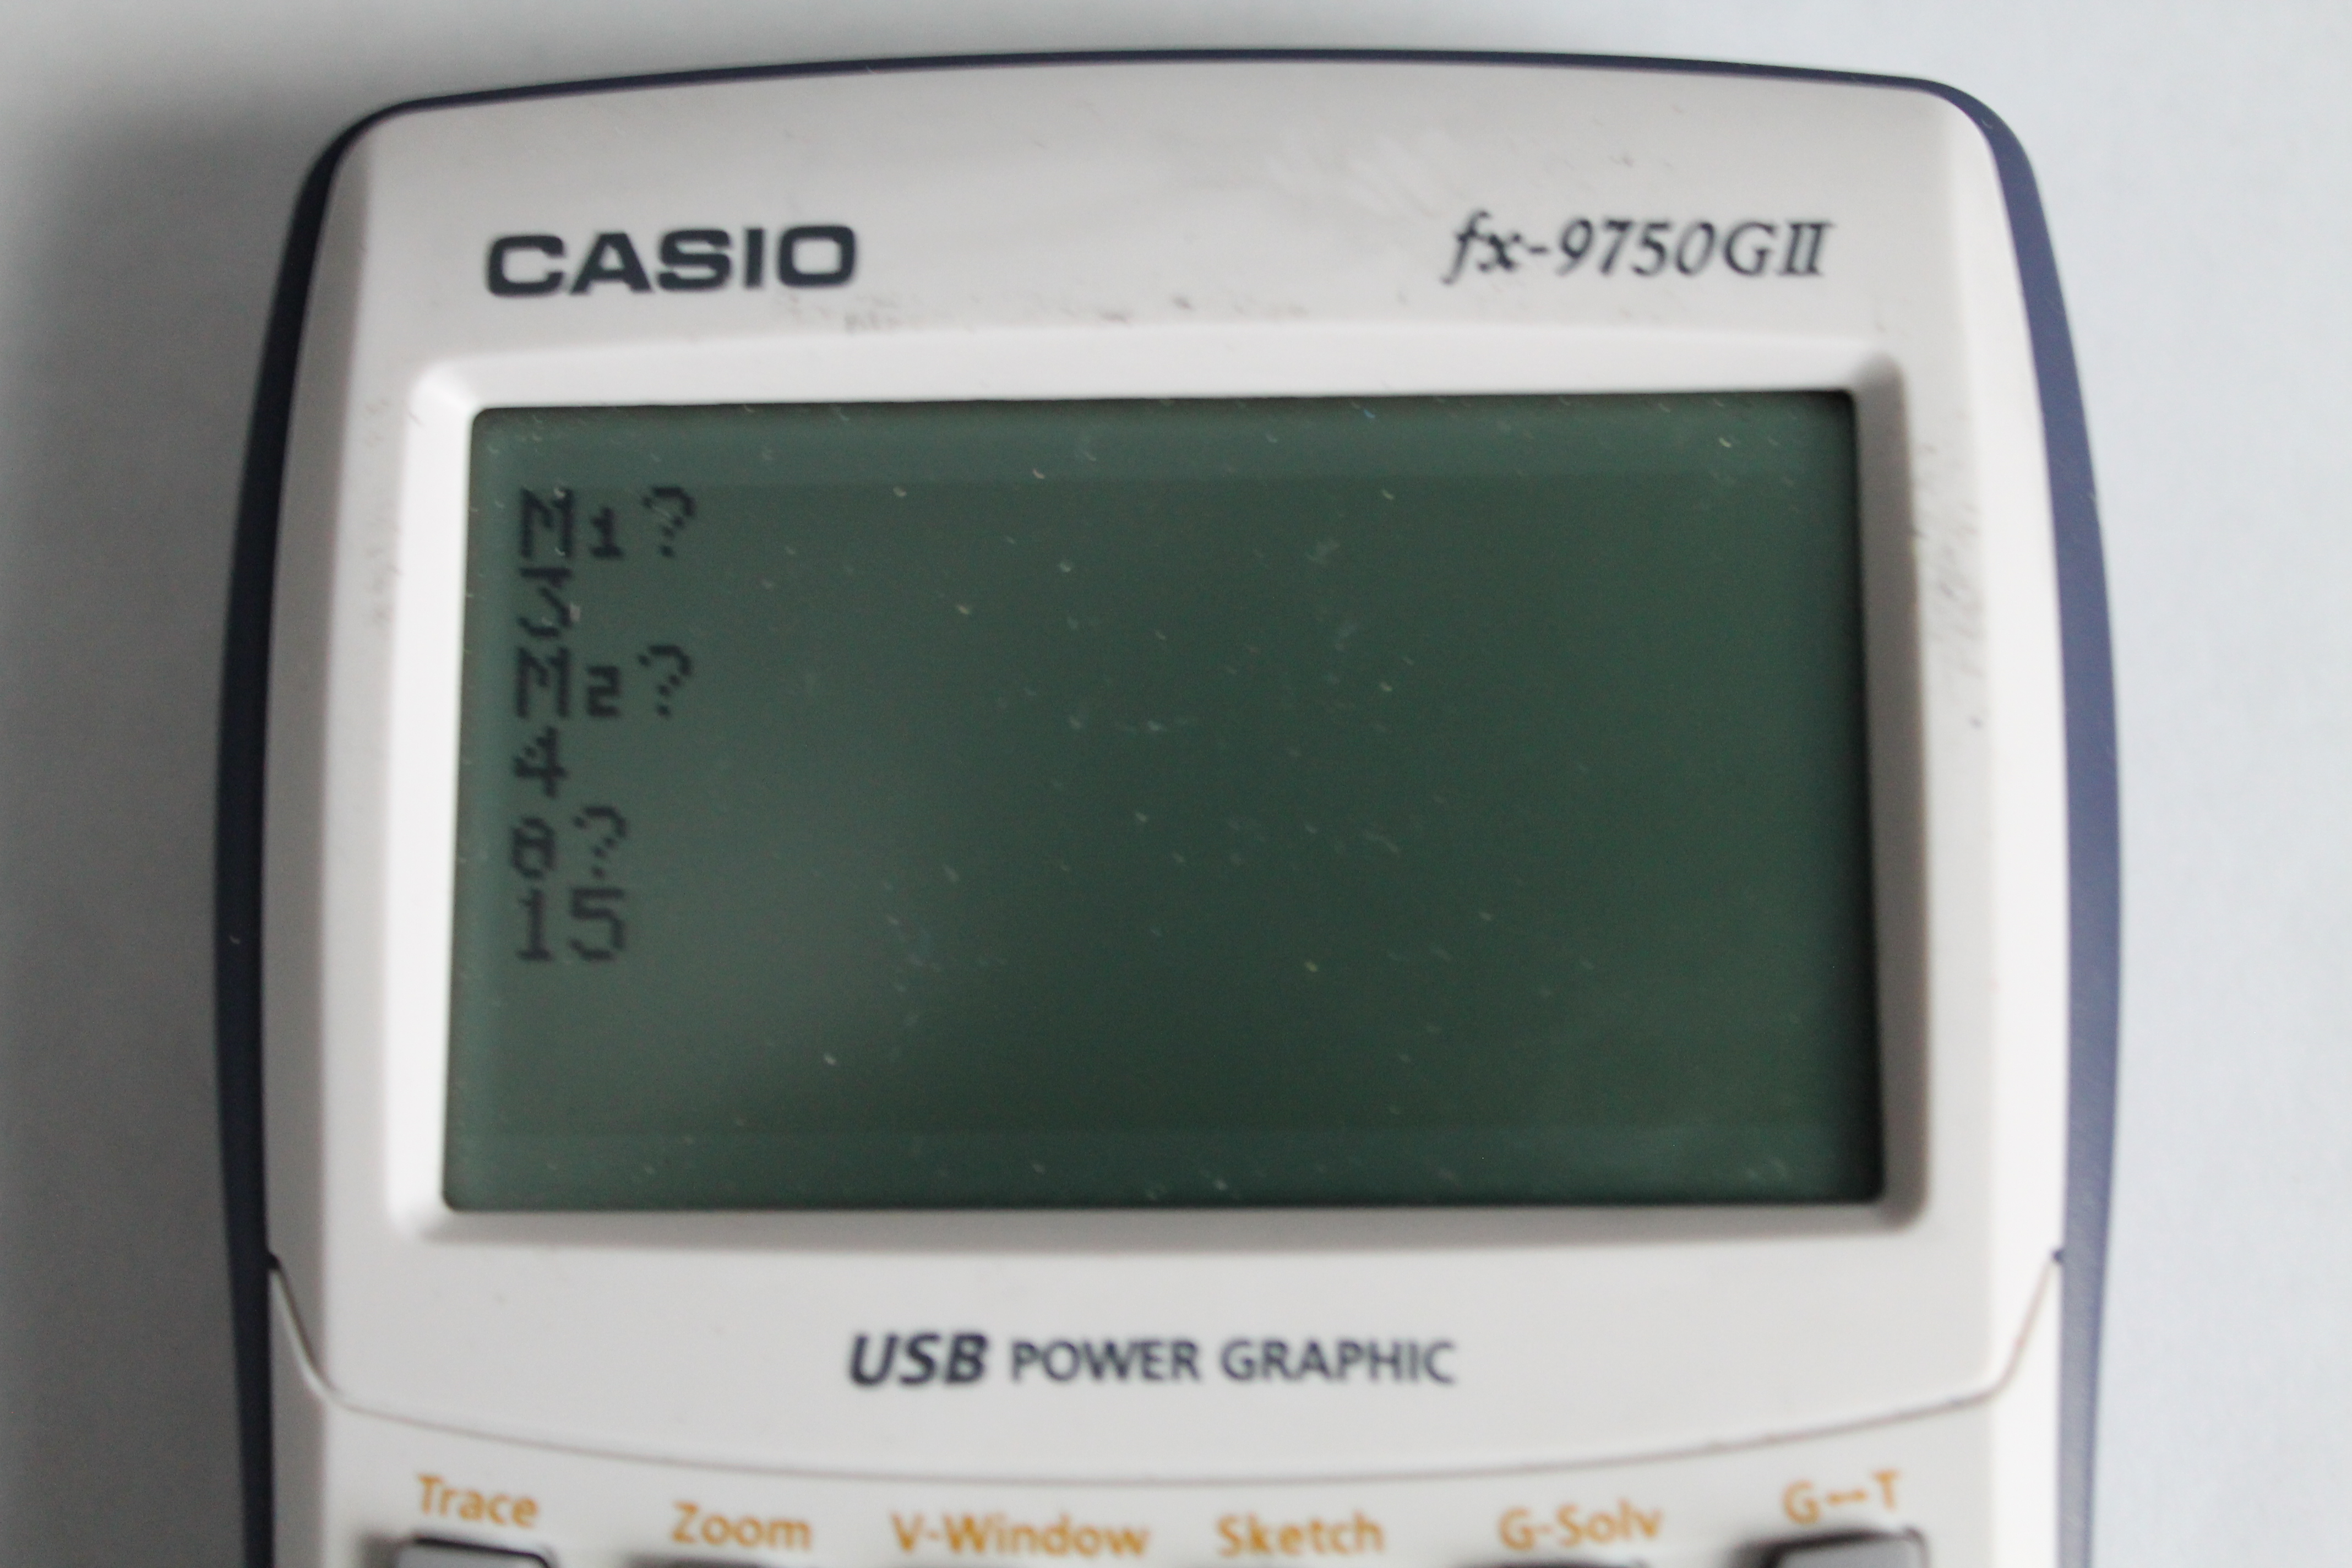 CASIO fx-9750GII
M₁?
3
M₂?
4
θ?
15
USB POWER GRAPHIC
Trace Zoom V-Window Sketch G-Solv G↔T